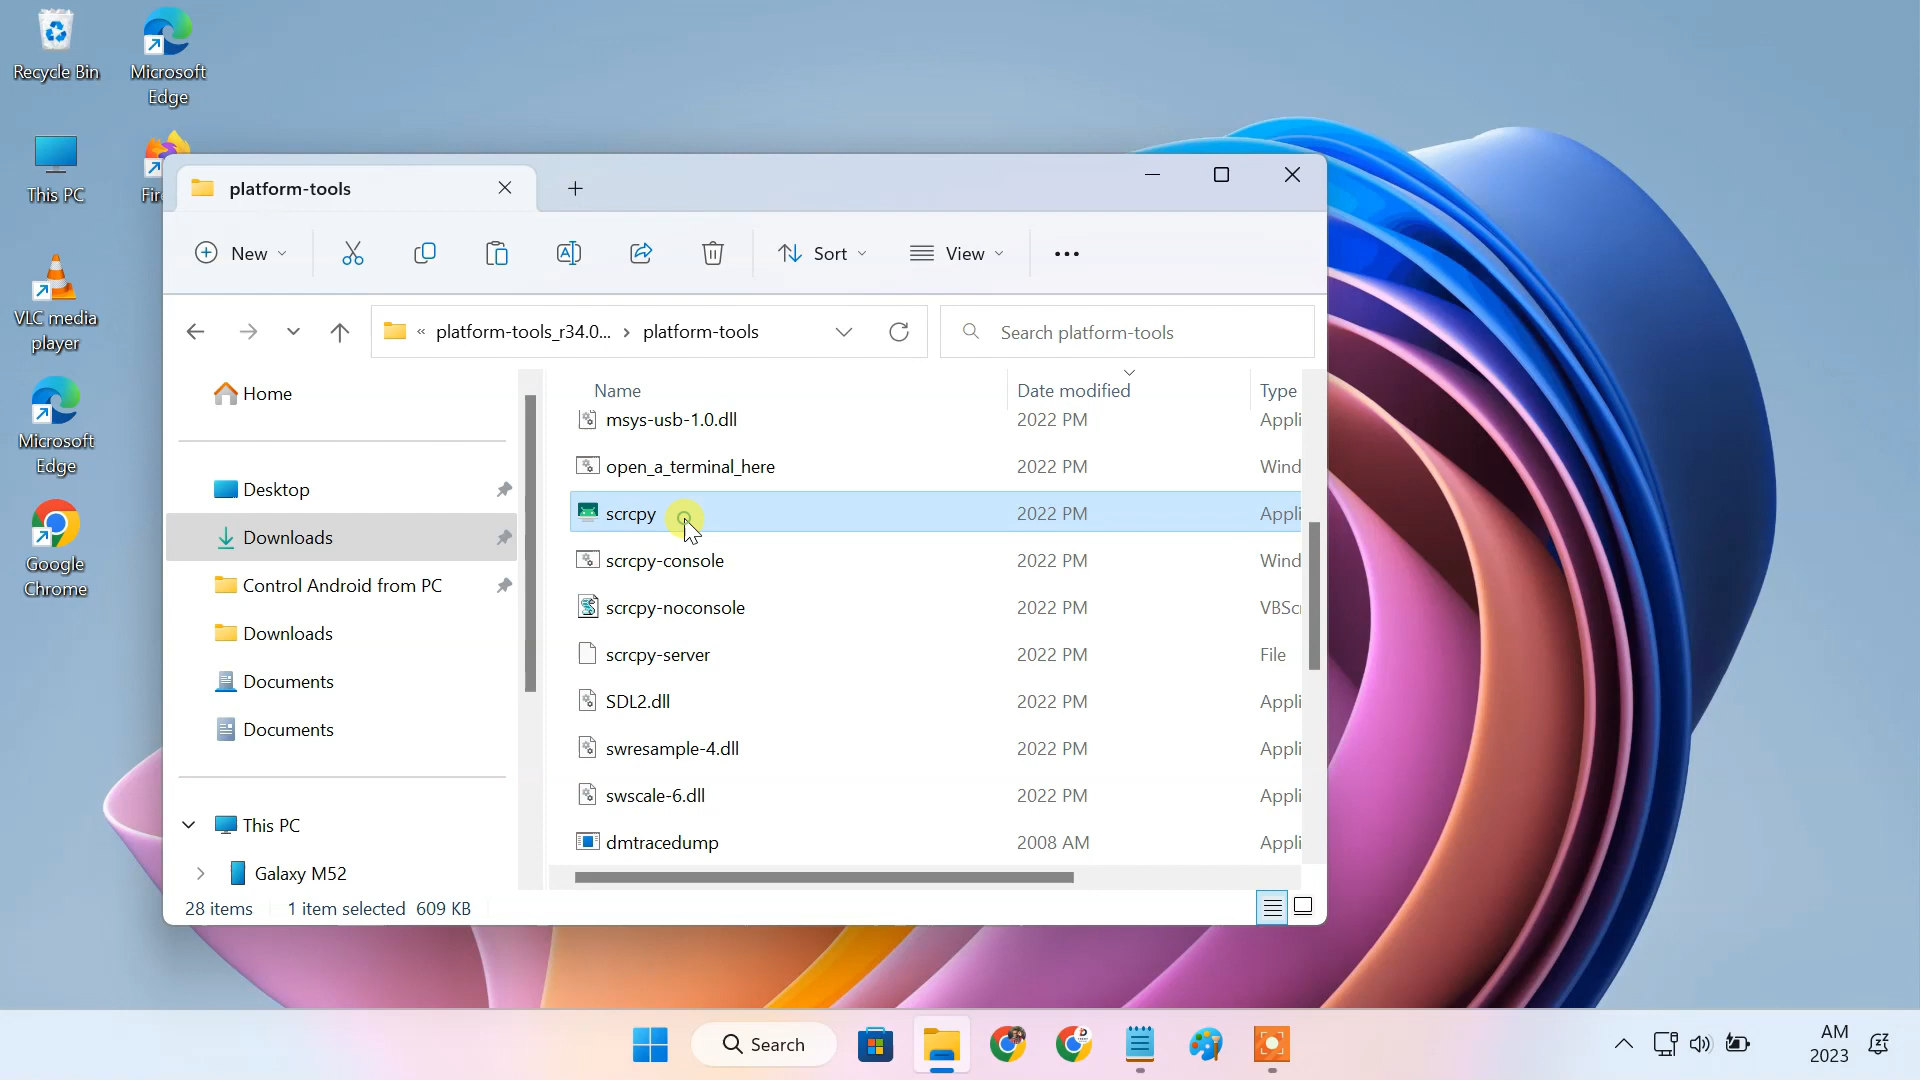 Recycle Bin
Microsoft
Edge
This PC
VLC media
player
Microsoft
Edge
Google
Chrome
platform-tools
New
Sort
View
« platform-tools_r34.0... › platform-tools
Search platform-tools
Home
Desktop
Downloads
Control Android from PC
Downloads
Documents
Documents
This PC
Galaxy M52
Name Date modified Type
msys-usb-1.0.dll 2022 PM Appli
open_a_terminal_here 2022 PM Wind
scrcpy 2022 PM Appli
scrcpy-console 2022 PM Wind
scrcpy-noconsole 2022 PM VBScr
scrcpy-server 2022 PM File
SDL2.dll 2022 PM Appli
swresample-4.dll 2022 PM Appli
swscale-6.dll 2022 PM Appli
dmtracedump 2008 AM Appli
28 items 1 item selected 609 KB
Search
AM
2023